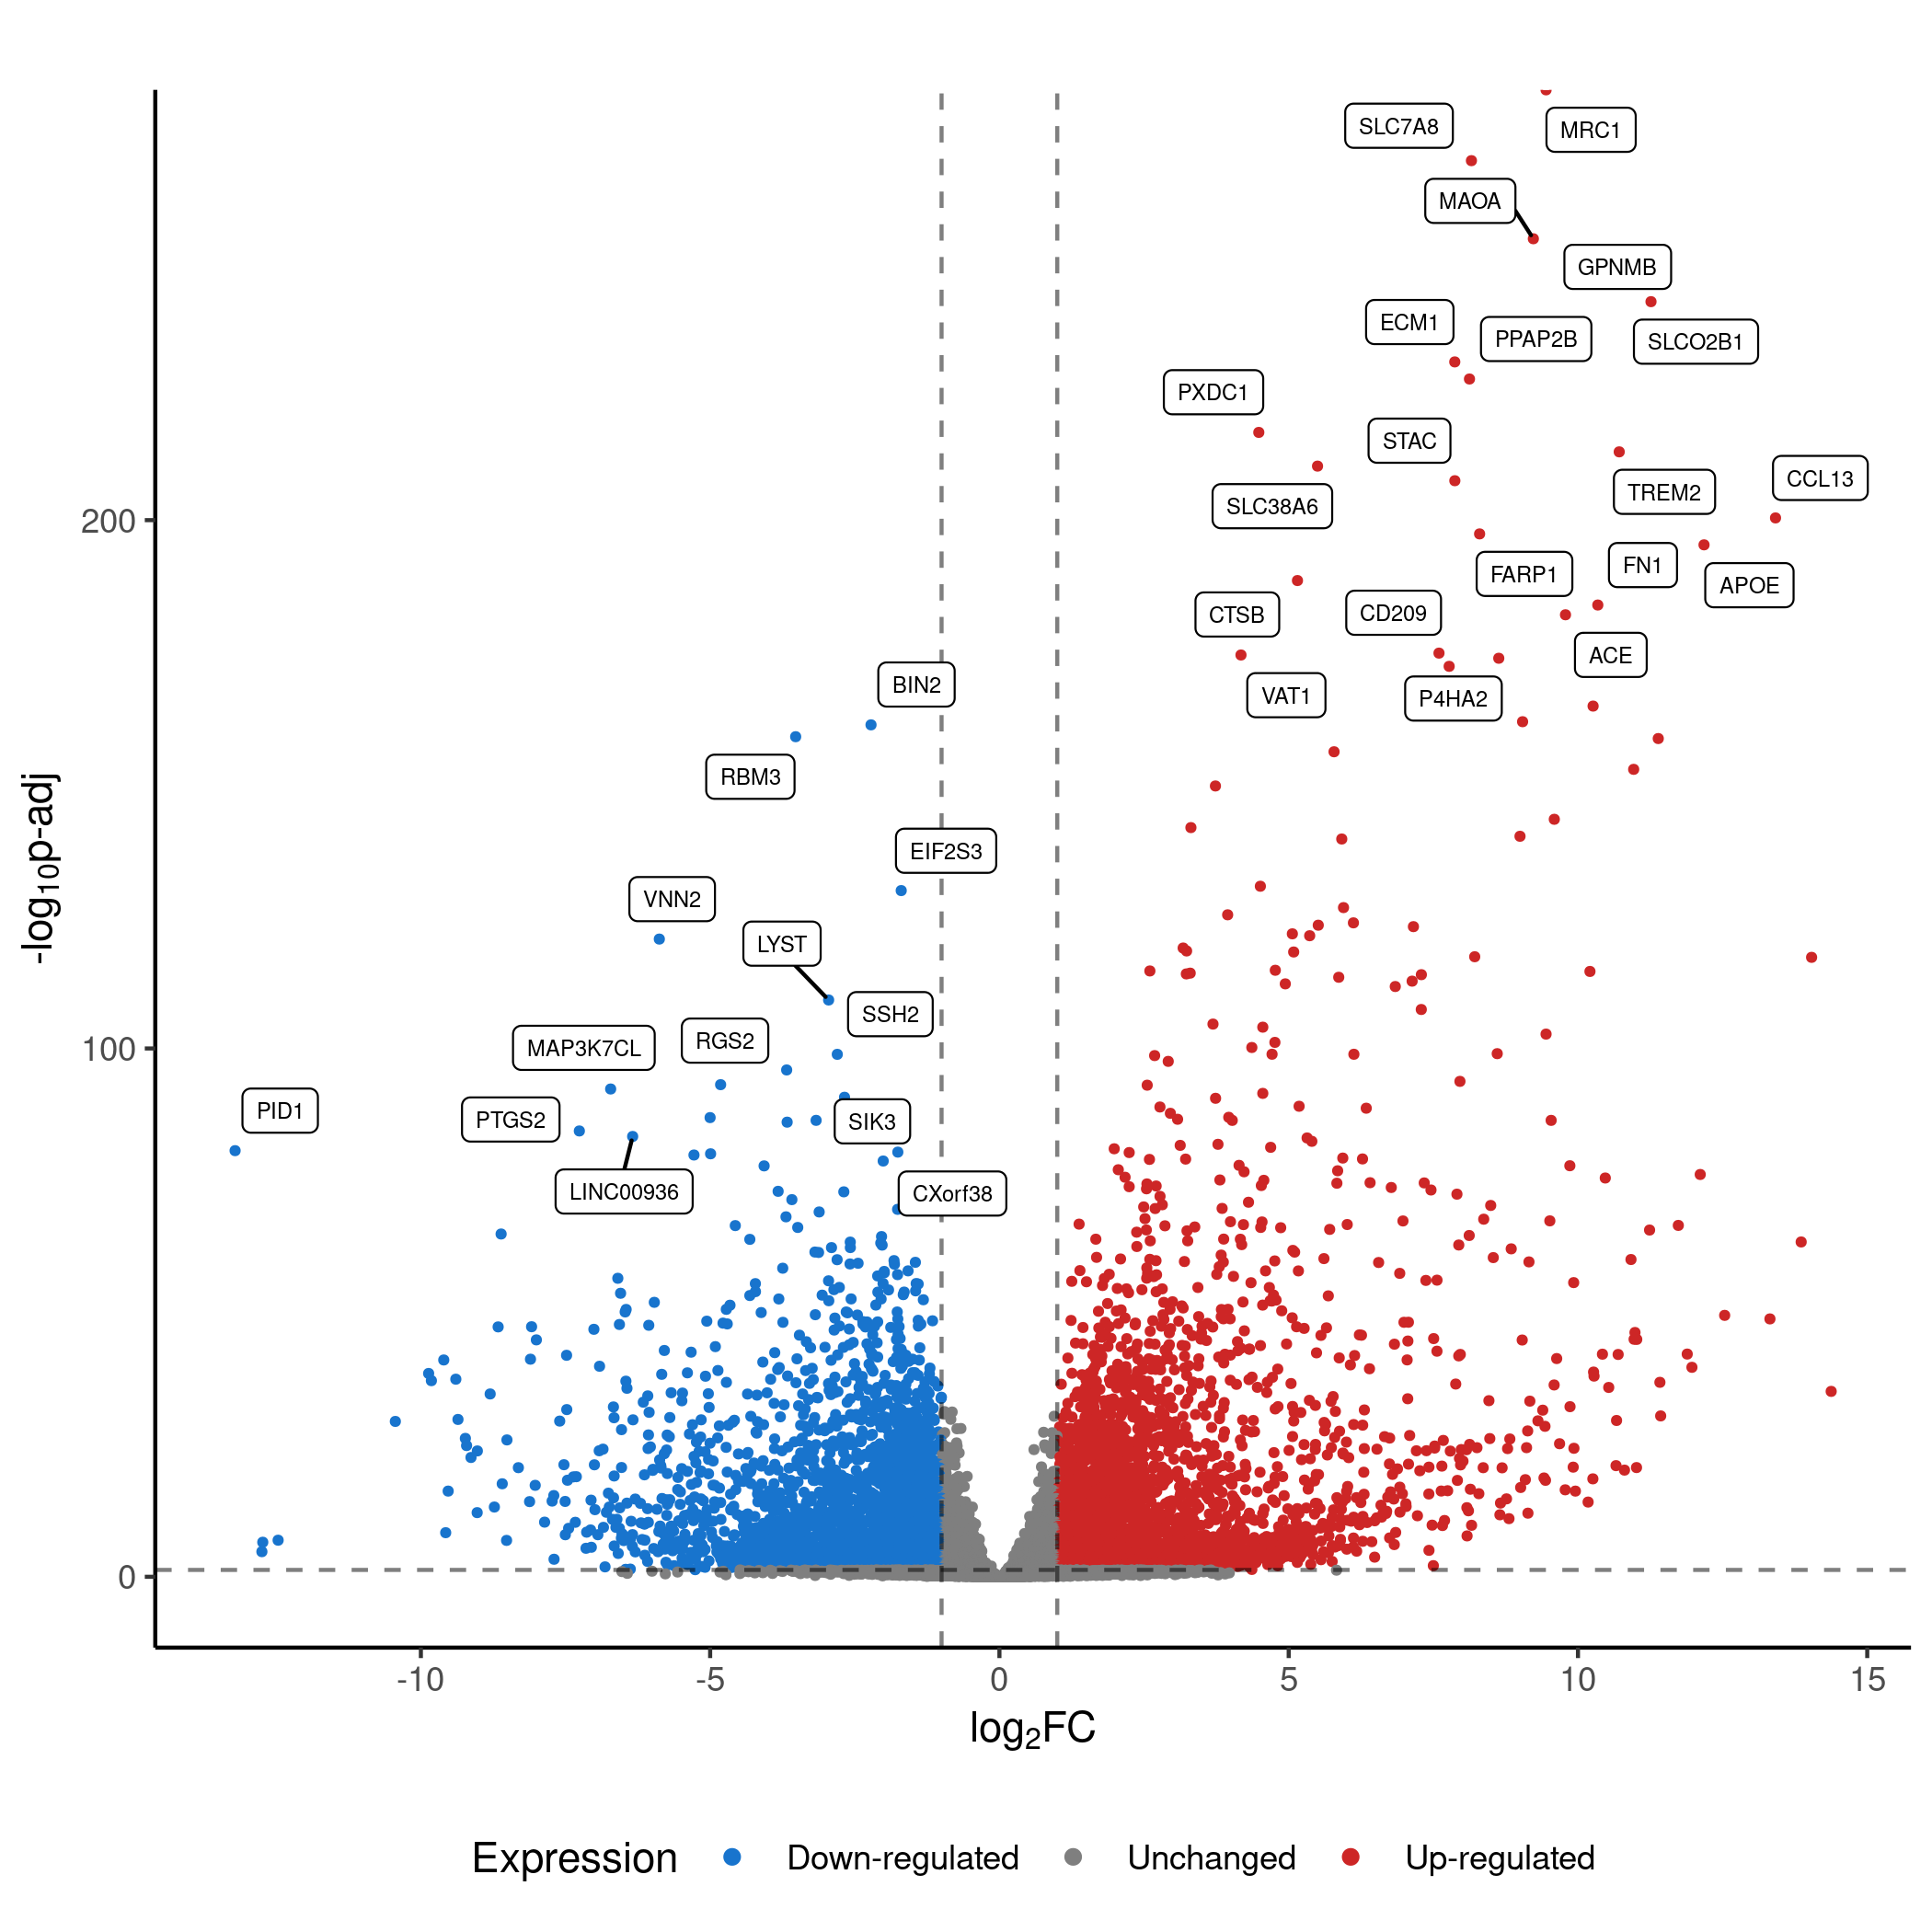 SLC7A8
MRC1
MAOA
GPNMB
ECM1
PPAP2B
SLCO2B1
PXDC1
STAC
CCL13
TREM2
SLC38A6
FN1
FARP1
APOE
CD209
CTSB
ACE
BIN2
VAT1
P4HA2
RBM3
EIF2S3
VNN2
LYST
SSH2
RGS2
MAP3K7CL
PID1
PTGS2
SIK3
LINC00936
CXorf38
200
100
0
-log10p-adj
-10 -5 0 5 10 15
log2FC
Expression Down-regulated Unchanged Up-regulated